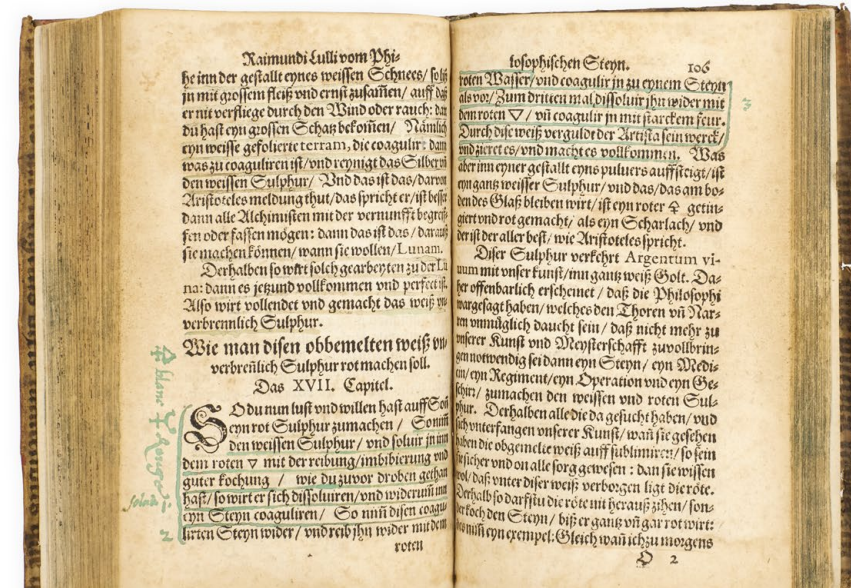 Raimundi Lulli vom Phi-
he inn der gestallt eynes weissen Schnees/ soltu
jn mit grossem fleiß vnd ernst zusam̃en/ auff daß
er nit verfliege durch den Wind oder rauch: dañ
du hast eyn grossen Schatz bekom̃en/ Nämlich
eyn weisse gefolierte terram, die coagulirt dañ
was zu coaguliren ist/ vnd reynigt das Silber vñ
den weissen Sulphur/ Vnd das ist das/ darvon
Aristoteles meldung thut/ das spricht er/ ist besser
dann alle Alchimisten mit der vernunfft begreif-
fen oder fassen mögen: dann das ist das/ darauß
sie machen können/ wann sie wollen/ Lunam.
Derhalben so wirt solch gearbeyten zu der Lu
na: dann es jetzund vollkommen vnd perfect ist.
Also wirt vollendet vnd gemacht das weiß vn-
verbrennlich Sulphur.
Wie man disen obbemelten weiß vn-
verbreñlich Sulphur rot machen soll.
Das XVII. Capitel.
SO du nun lust vnd willen hast auff Son
eyn rot Sulphur zumachen/ So nim̃
den weissen Sulphur/ vnd soluir jn inn
dem roten 🜄 mit der reibung/ imbibierung vnd
guter kochung/ wie du zuvor droben gethan
hast/ so wirt er sich dissoluiren/ vnd widerumb inn
eyn Steyn coaguliren/ So nim̃ disen coagu-
lirten Steyn wider/ vnd reib jhn wider mit dem
roten
losophischen Steyn. 106
roten Wasser/ vnd coagulir jn zu eynem Steyn
als vor/ Zum dritten mal dissoluir jhn wider mit
dem roten 🜄/ vñ coagulir jn mit starckem feur.
Durch dise weiß verguldt der Artista sein werck/
vnd zieret es/ vnd macht es vollkommen. Was
aber inn eyner gestallt eyns puluers auffsteigt/ ist
eyn gantz weisser Sulphur/ vnd das/ das am bo-
den des Glaß bleiben wirt/ ist eyn roter 🜍 getin-
giert vnd rot gemacht/ als eyn Scharlach/ vnd
der ist der aller best/ wie Aristoteles spricht.
Diser Sulphur verkehrt Argentum vi-
uum mit vnser kunst/ inn gantz weiß Golt. Da-
her offenbarlich erscheinet/ daß die Philosophi
wargesagt haben/ welches den Thoren vñ Nar-
ren vnmüglich daucht sein/ daß nicht mehr zu
vnserer Kunst vnd Meysterschafft zuvollbrin-
gen notwendig sei dann eyn Steyn/ eyn Medi-
cin/ eyn Regiment/ eyn Operation vnd eyn Ge-
schirr/ zumachen den weissen vnd roten Sul-
phur. Derhalben alle die da gesucht haben/ vnd
sich vnterfangen vnserer Kunst/ wañ sie gesehen
haben die obgemelte weiß auff sublimirn/ so sein
sie sicher vnd on alle sorg gewesen: dan sie wissen
wol/ daß vnter diser weiß verborgen ligt die röte.
Derhalb so darffstu die röte nit herauß zihen/ son-
der koch den Steyn/ biß er gantz vñ gar rot wirt:
des nim̃ eyn exempel: Gleich wañ ich zu morgens
O 2